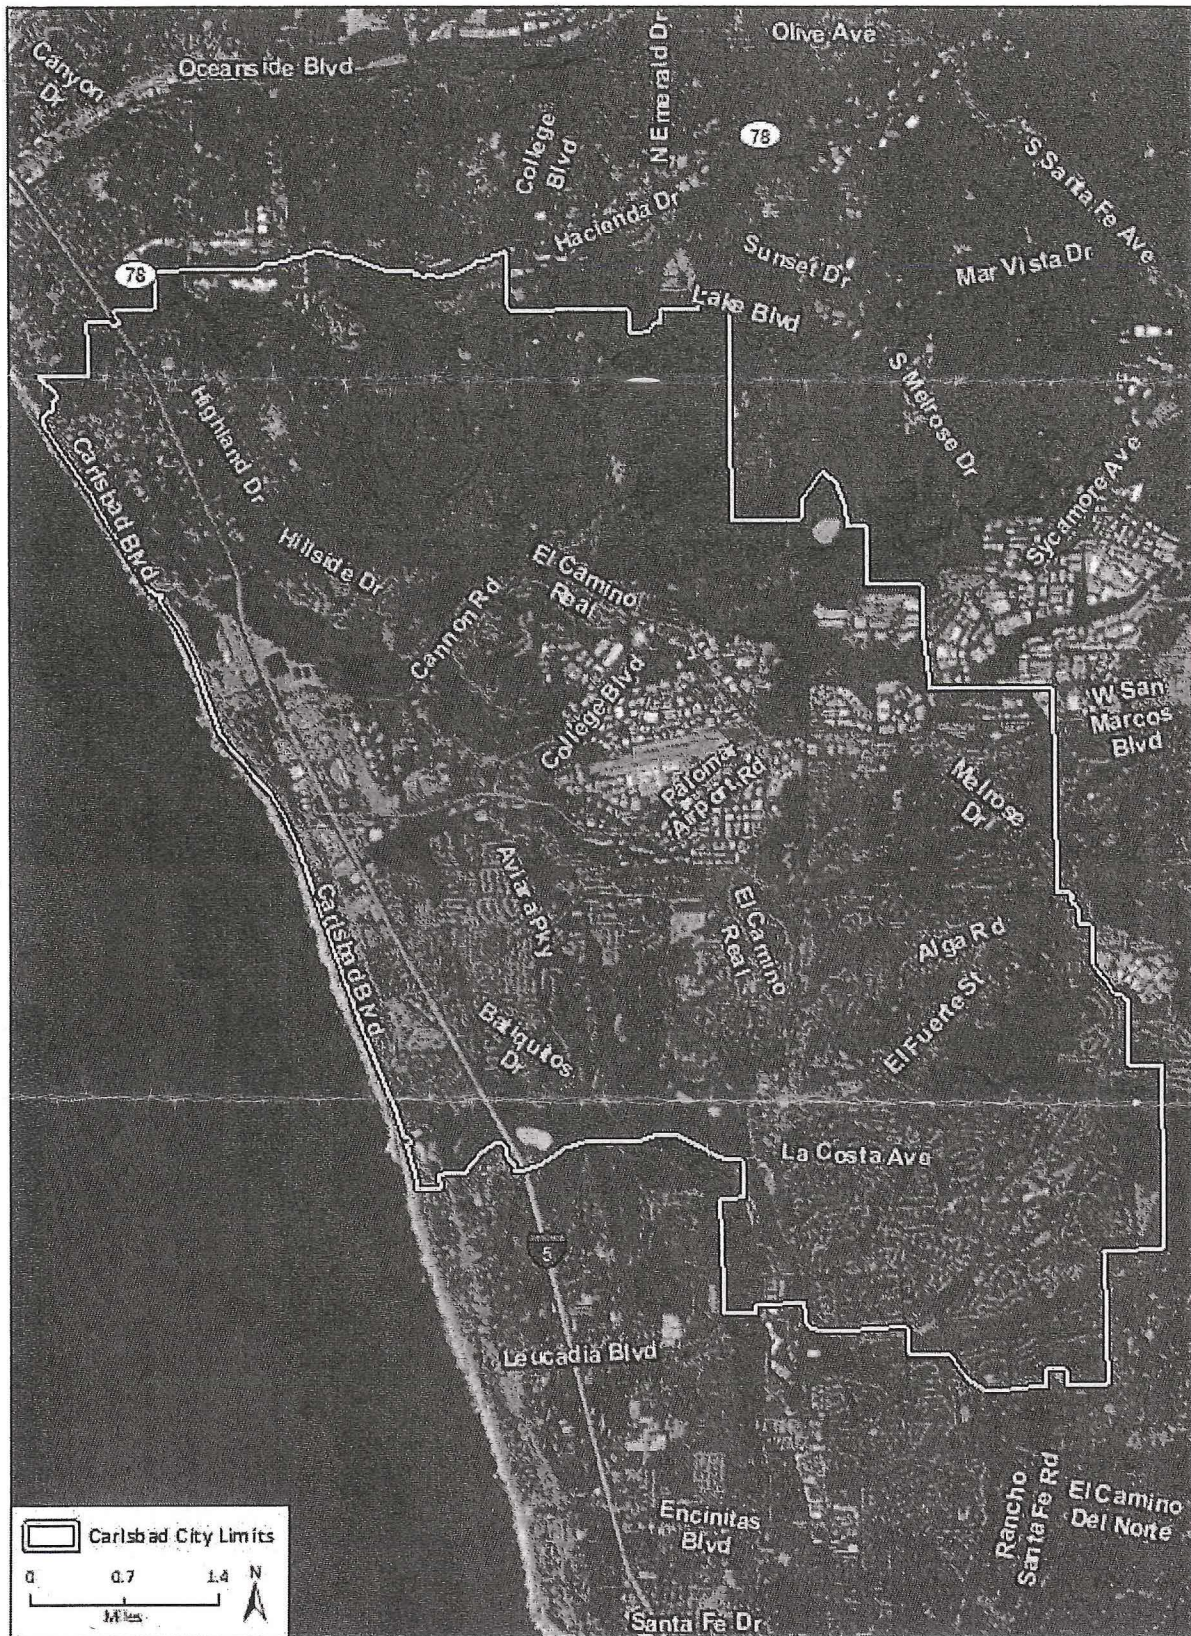 Olive Ave
Canyon
Dr
Oceanside Blvd
N Emerald Dr
College
Blvd
78
S Santa Fe Ave
Hacienda Dr
Sunset Dr
Mar Vista Dr
78
Lake Blvd
S Melrose Dr
Highland Dr
Carlsbad Blvd
Sycamore Ave
Hillside Dr
El Camino
Real
Cannon Rd
College Blvd
W San
Marcos
Blvd
Palomar
Airport Rd
Melrose
Dr
Aviara Pky
El Camino
Real
Carlsbad Blvd
Alga Rd
El Fuerte St
Batiquitos
Dr
La Costa Ave
5
Leucadia Blvd
Rancho
Santa Fe Rd
El Camino
Del Norte
Encinitas
Blvd
Santa Fe Dr
Carlsbad City Limits
0 0.7 1.4
Miles
N